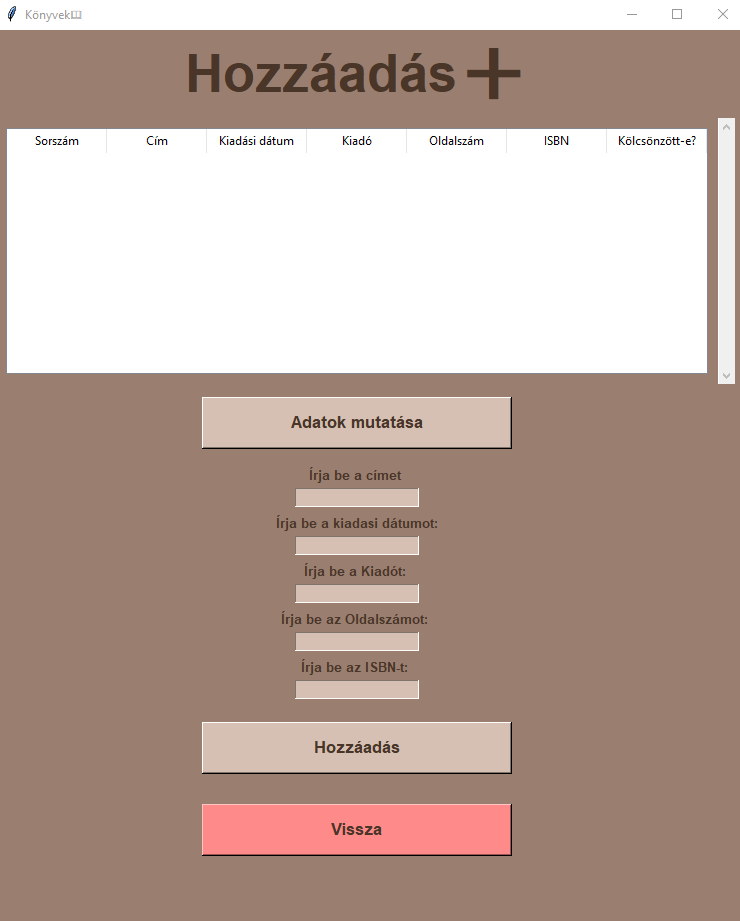 Könyvek🕮
Hozzáadás➕
Sorszám Cím Kiadási dátum Kiadó Oldalszám ISBN Kölcsönzött-e?
Adatok mutatása
Írja be a címet
Írja be a kiadasi dátumot:
Írja be a Kiadót:
Írja be az Oldalszámot:
Írja be az ISBN-t:
Hozzáadás
Vissza